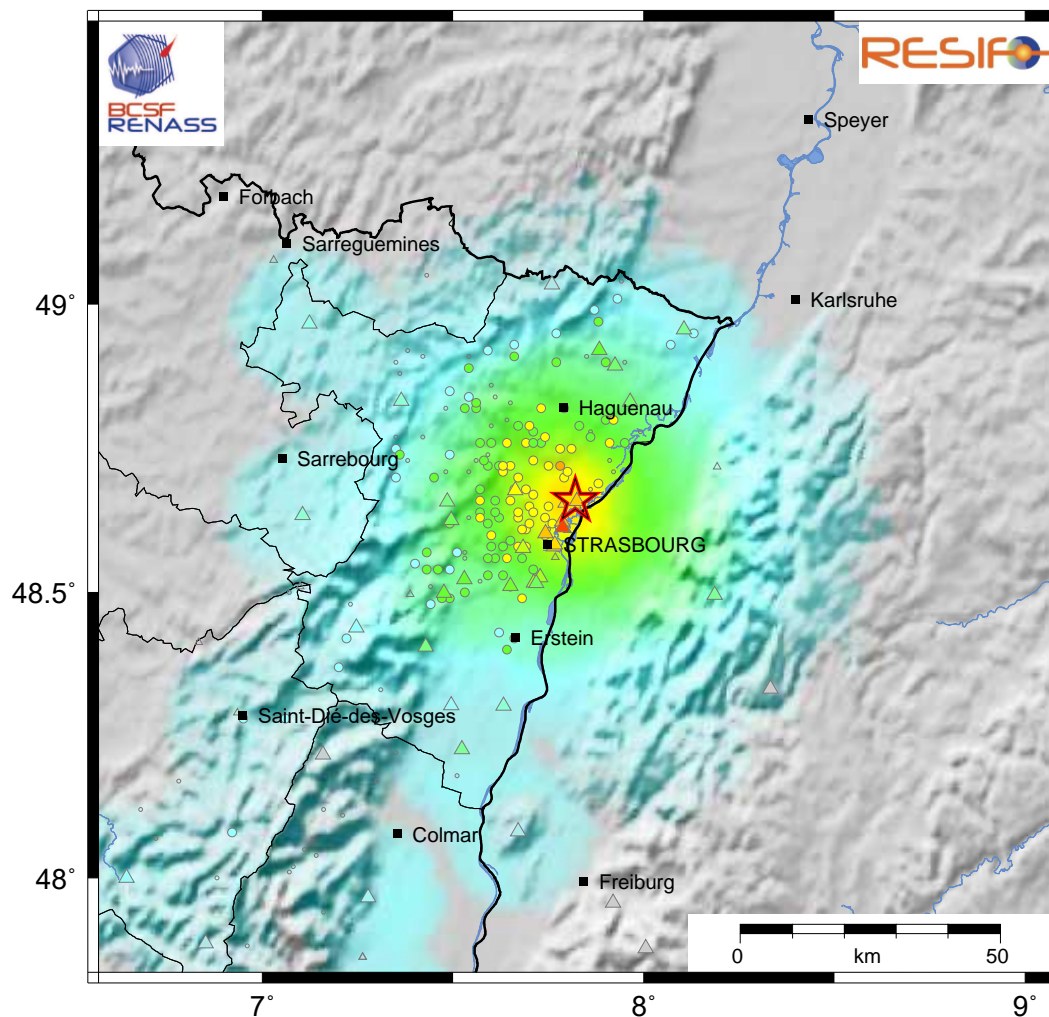 BCSF
RENASS
RESIF
Speyer
Forbach
Sarreguemines
49°
Karlsruhe
Haguenau
Sarrebourg
STRASBOURG
48.5°
Erstein
Saint-Dié-des-Vosges
Colmar
48°
Freiburg
0 km 50
7° 8° 9°